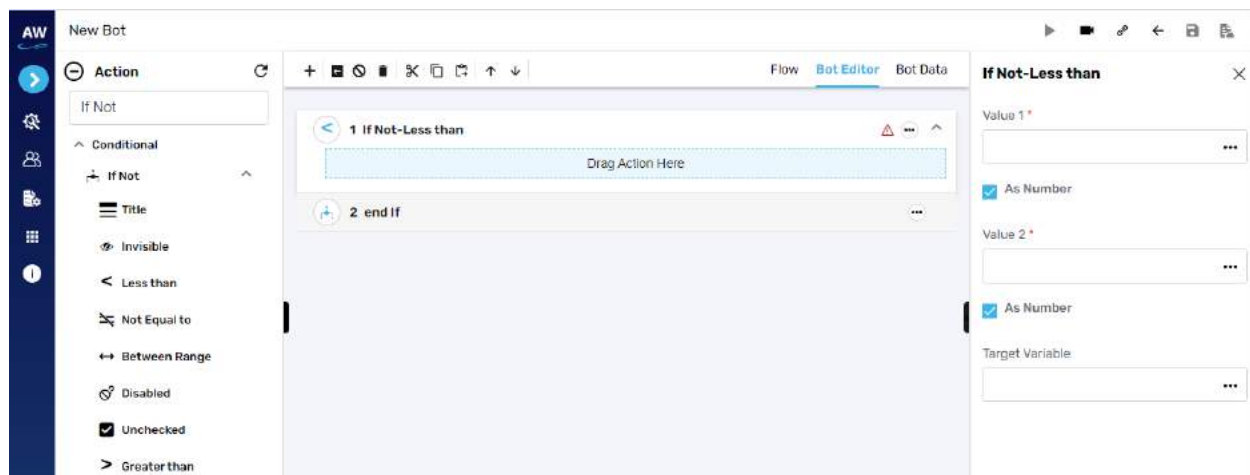 AW
New Bot
Action
If Not
Conditional
If Not
Title
Invisible
Less than
Not Equal to
Between Range
Disabled
Unchecked
Greater than
Flow Bot Editor Bot Data
1 If Not-Less than
Drag Action Here
2 end If
If Not-Less than
Value 1 *
As Number
Value 2 *
As Number
Target Variable